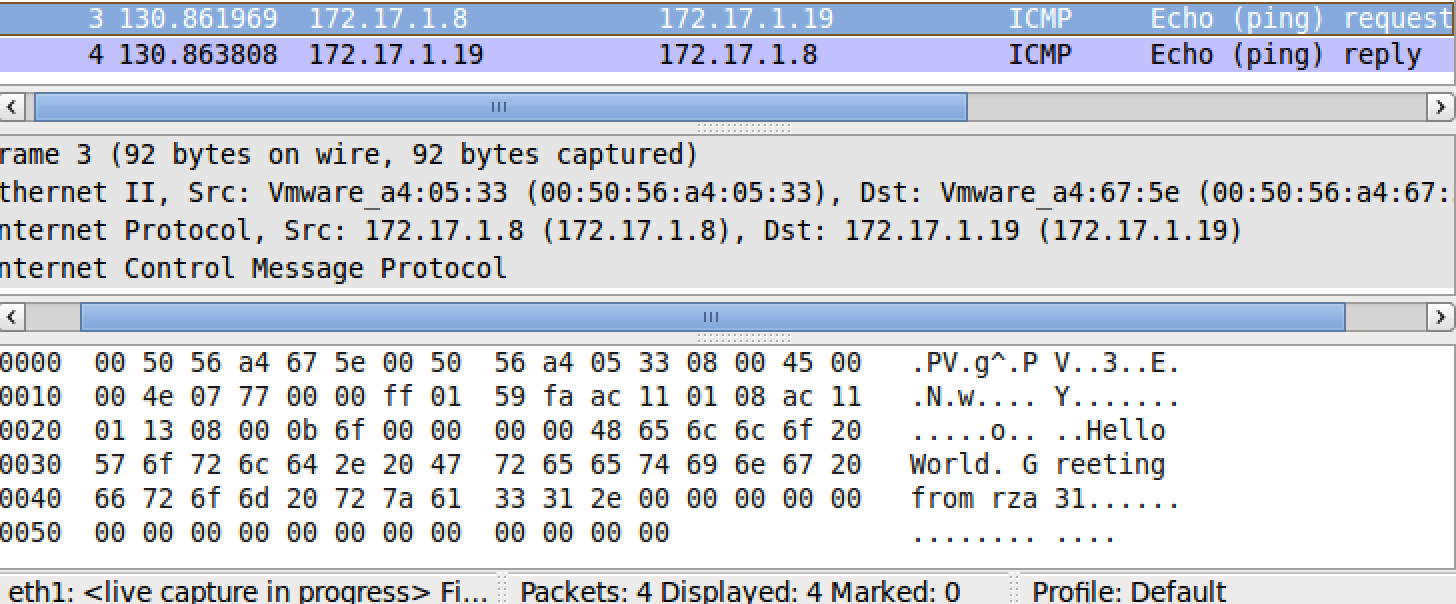 3 130.861969 172.17.1.8 172.17.1.19 ICMP Echo (ping) request
4 130.863808 172.17.1.19 172.17.1.8 ICMP Echo (ping) reply
rame 3 (92 bytes on wire, 92 bytes captured)
thernet II, Src: Vmware_a4:05:33 (00:50:56:a4:05:33), Dst: Vmware_a4:67:5e (00:50:56:a4:67:
nternet Protocol, Src: 172.17.1.8 (172.17.1.8), Dst: 172.17.1.19 (172.17.1.19)
nternet Control Message Protocol
0000 00 50 56 a4 67 5e 00 50 56 a4 05 33 08 00 45 00 .PV.g^.P V..3..E.
0010 00 4e 07 77 00 00 ff 01 59 fa ac 11 01 08 ac 11 .N.w.... Y.......
0020 01 13 08 00 0b 6f 00 00 00 00 48 65 6c 6c 6f 20 .....o.. ..Hello
0030 57 6f 72 6c 64 2e 20 47 72 65 65 74 69 6e 67 20 World. G reeting
0040 66 72 6f 6d 20 72 7a 61 33 31 2e 00 00 00 00 00 from rza 31......
0050 00 00 00 00 00 00 00 00 00 00 00 00 ........ ....
eth1: <live capture in progress> Fi... Packets: 4 Displayed: 4 Marked: 0 Profile: Default